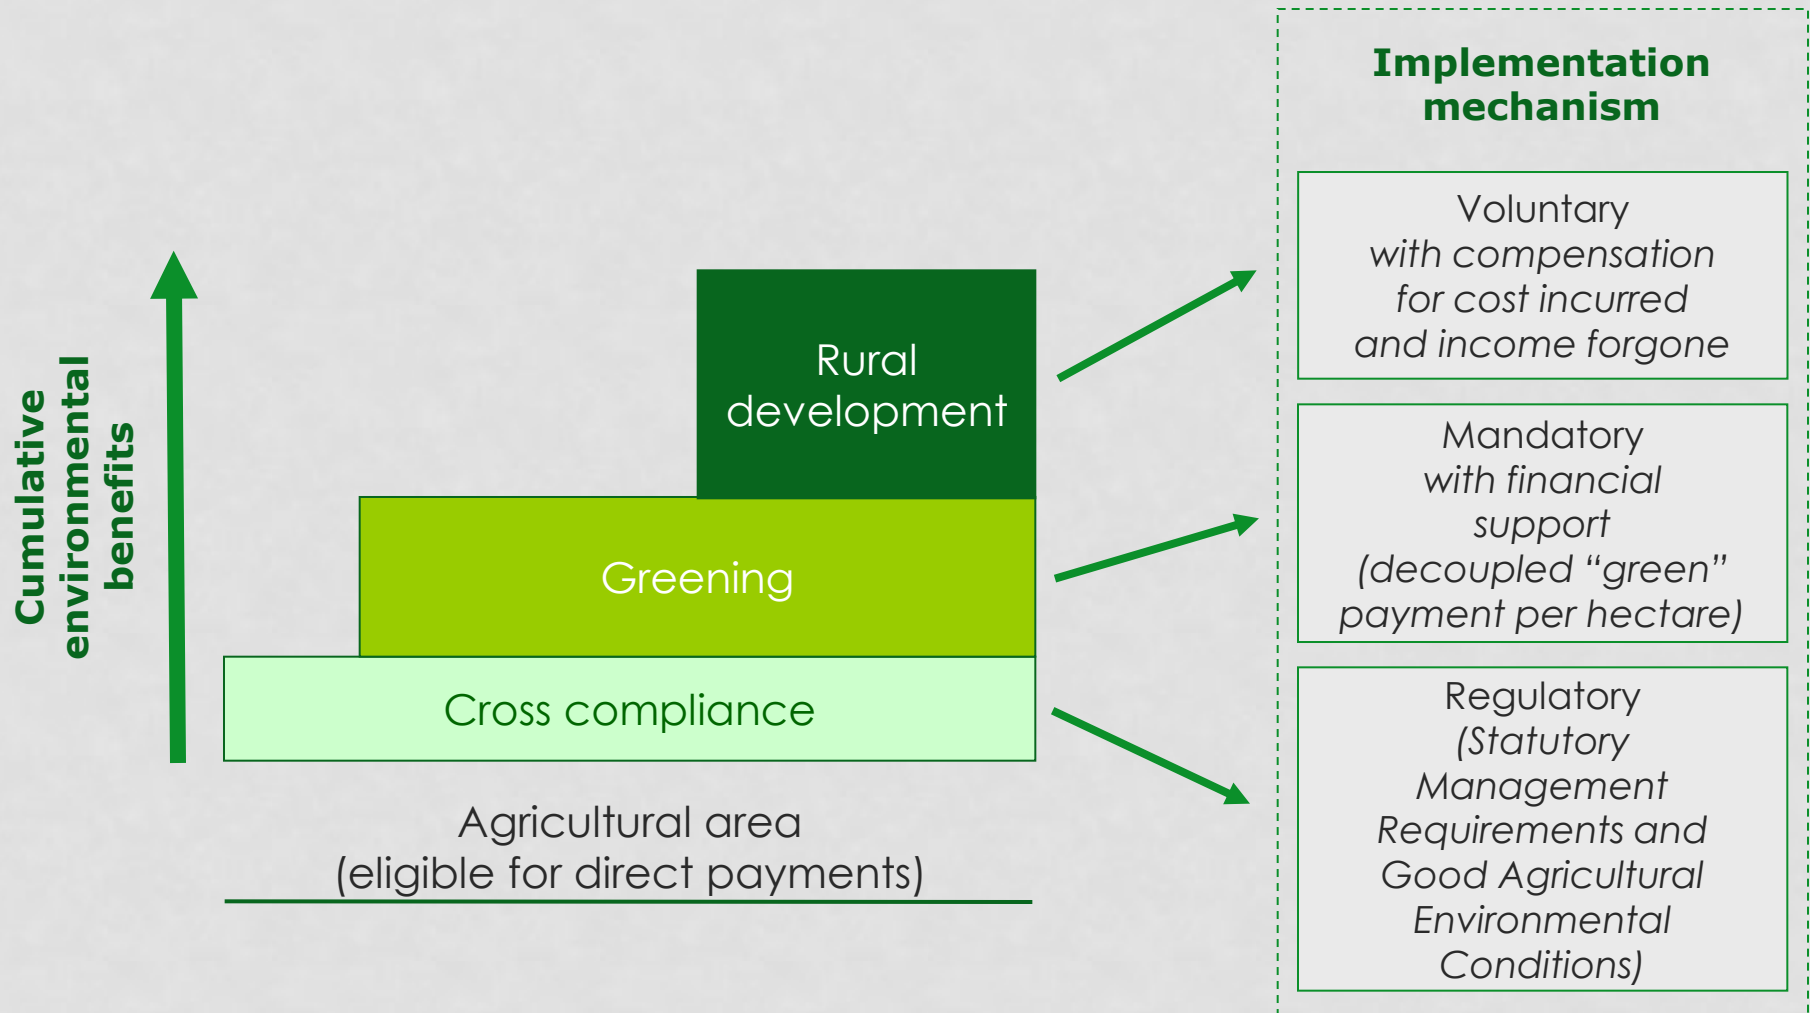 Cumulative
environmental
benefits
Rural
development
Greening
Cross compliance
Agricultural area
(eligible for direct payments)
Implementation
mechanism
Voluntary
with compensation
for cost incurred
and income forgone
Mandatory
with financial
support
(decoupled “green”
payment per hectare)
Regulatory
(Statutory
Management
Requirements and
Good Agricultural
Environmental
Conditions)